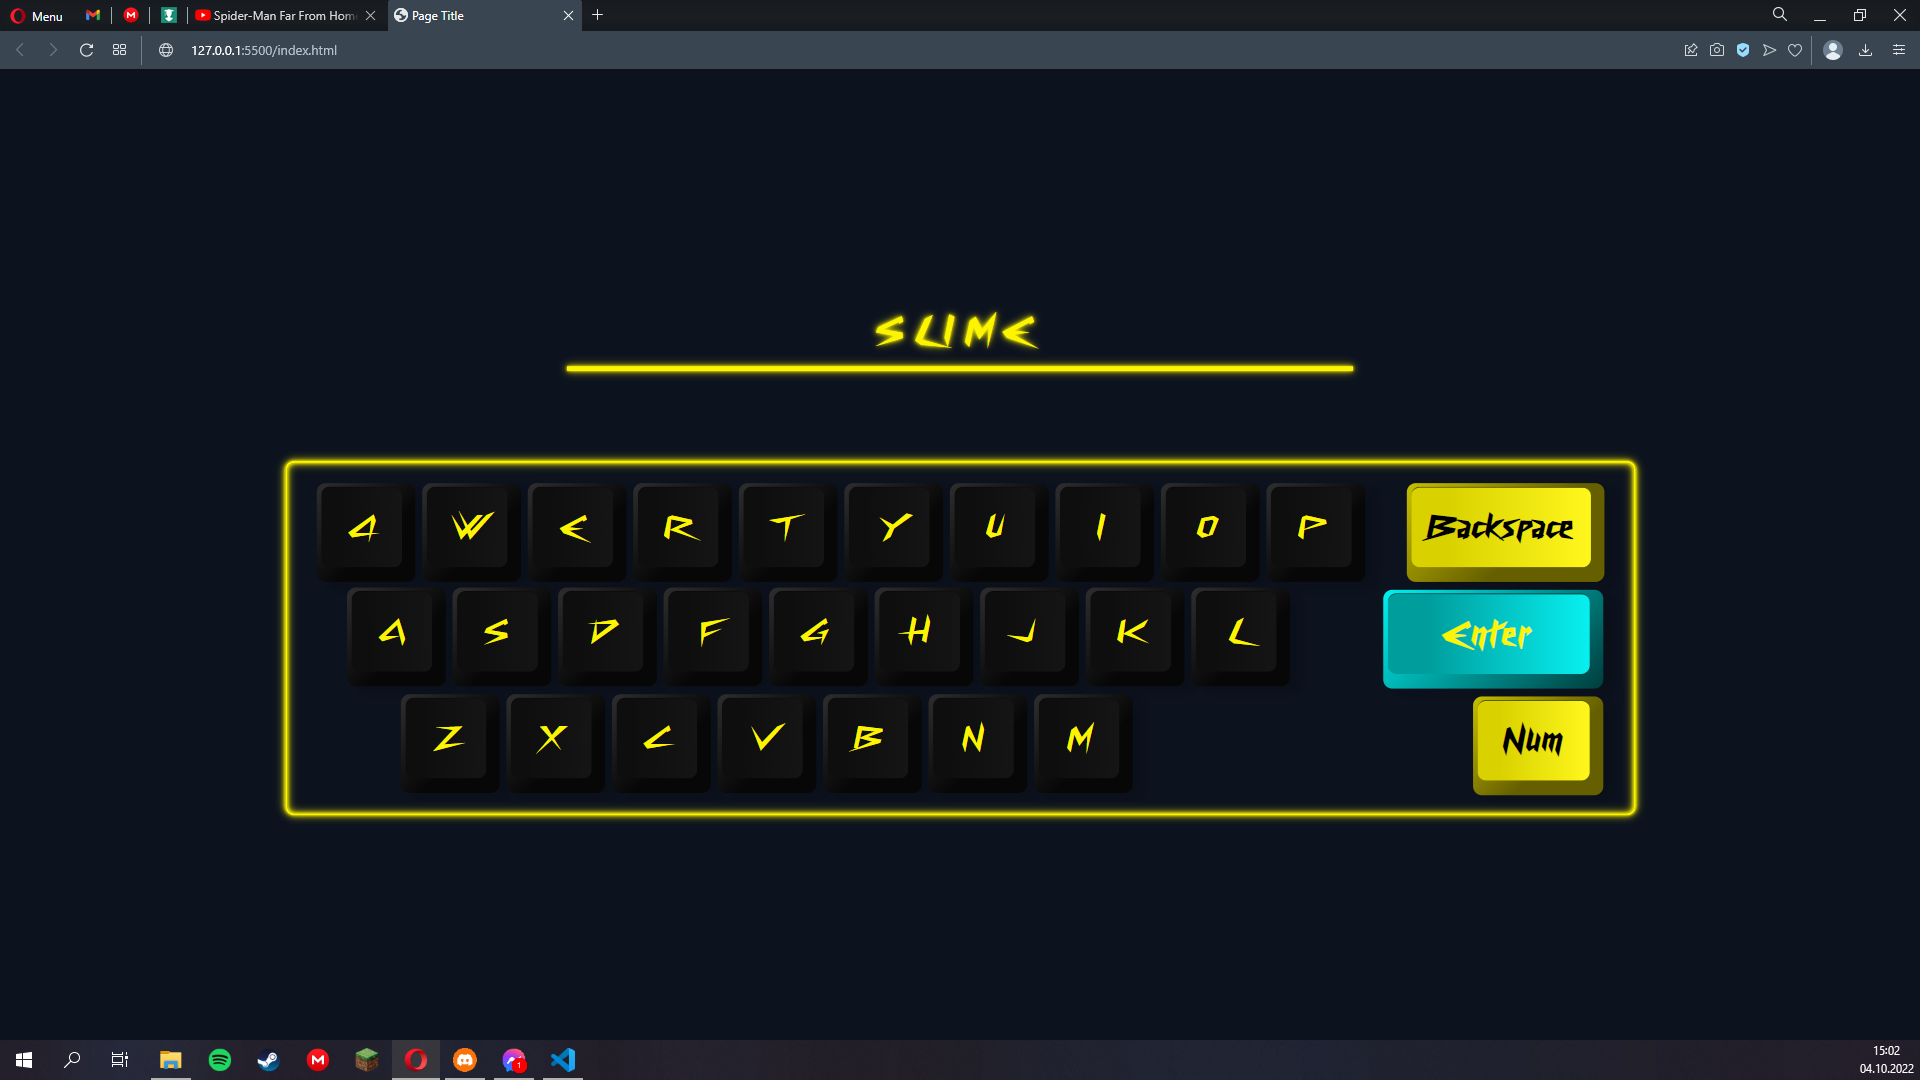 Menu
Spider-Man Far From Hom
Page Title
127.0.0.1:5500/index.html
SLIME
Q W E R T Y U I O P Backspace
A S D F G H J K L Enter
Z X C V B N M Num
1
15:02
04.10.2022